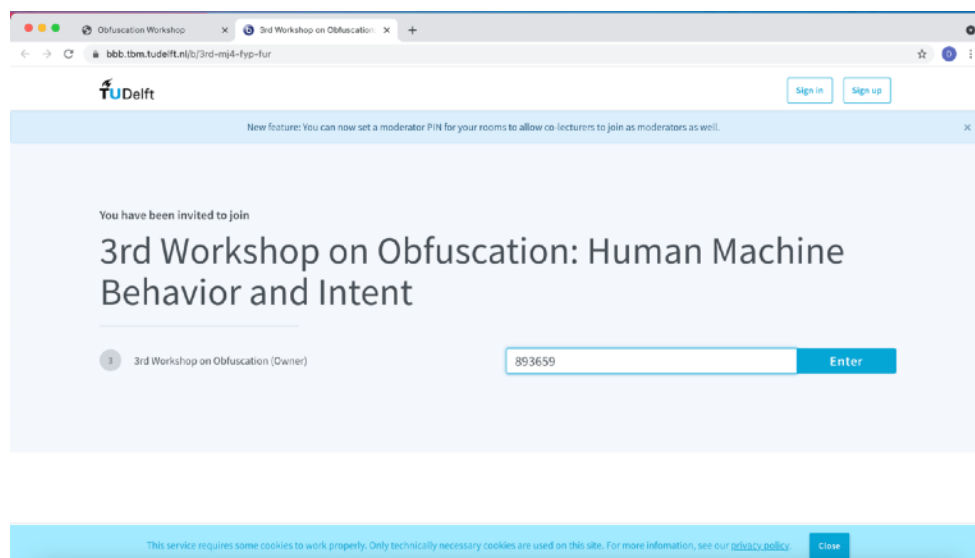 Obfuscation Workshop
3rd Workshop on Obfuscation:
bbb.tbm.tudelft.nl/b/3rd-mj4-fyp-fur
D
TUDelft
Sign in
Sign up
New feature: You can now set a moderator PIN for your rooms to allow co-lecturers to join as moderators as well.
You have been invited to join
3rd Workshop on Obfuscation: Human Machine
Behavior and Intent
3
3rd Workshop on Obfuscation (Owner)
893659
Enter
This service requires some cookies to work properly. Only technically necessary cookies are used on this site. For more infomation, see our privacy policy.
Close